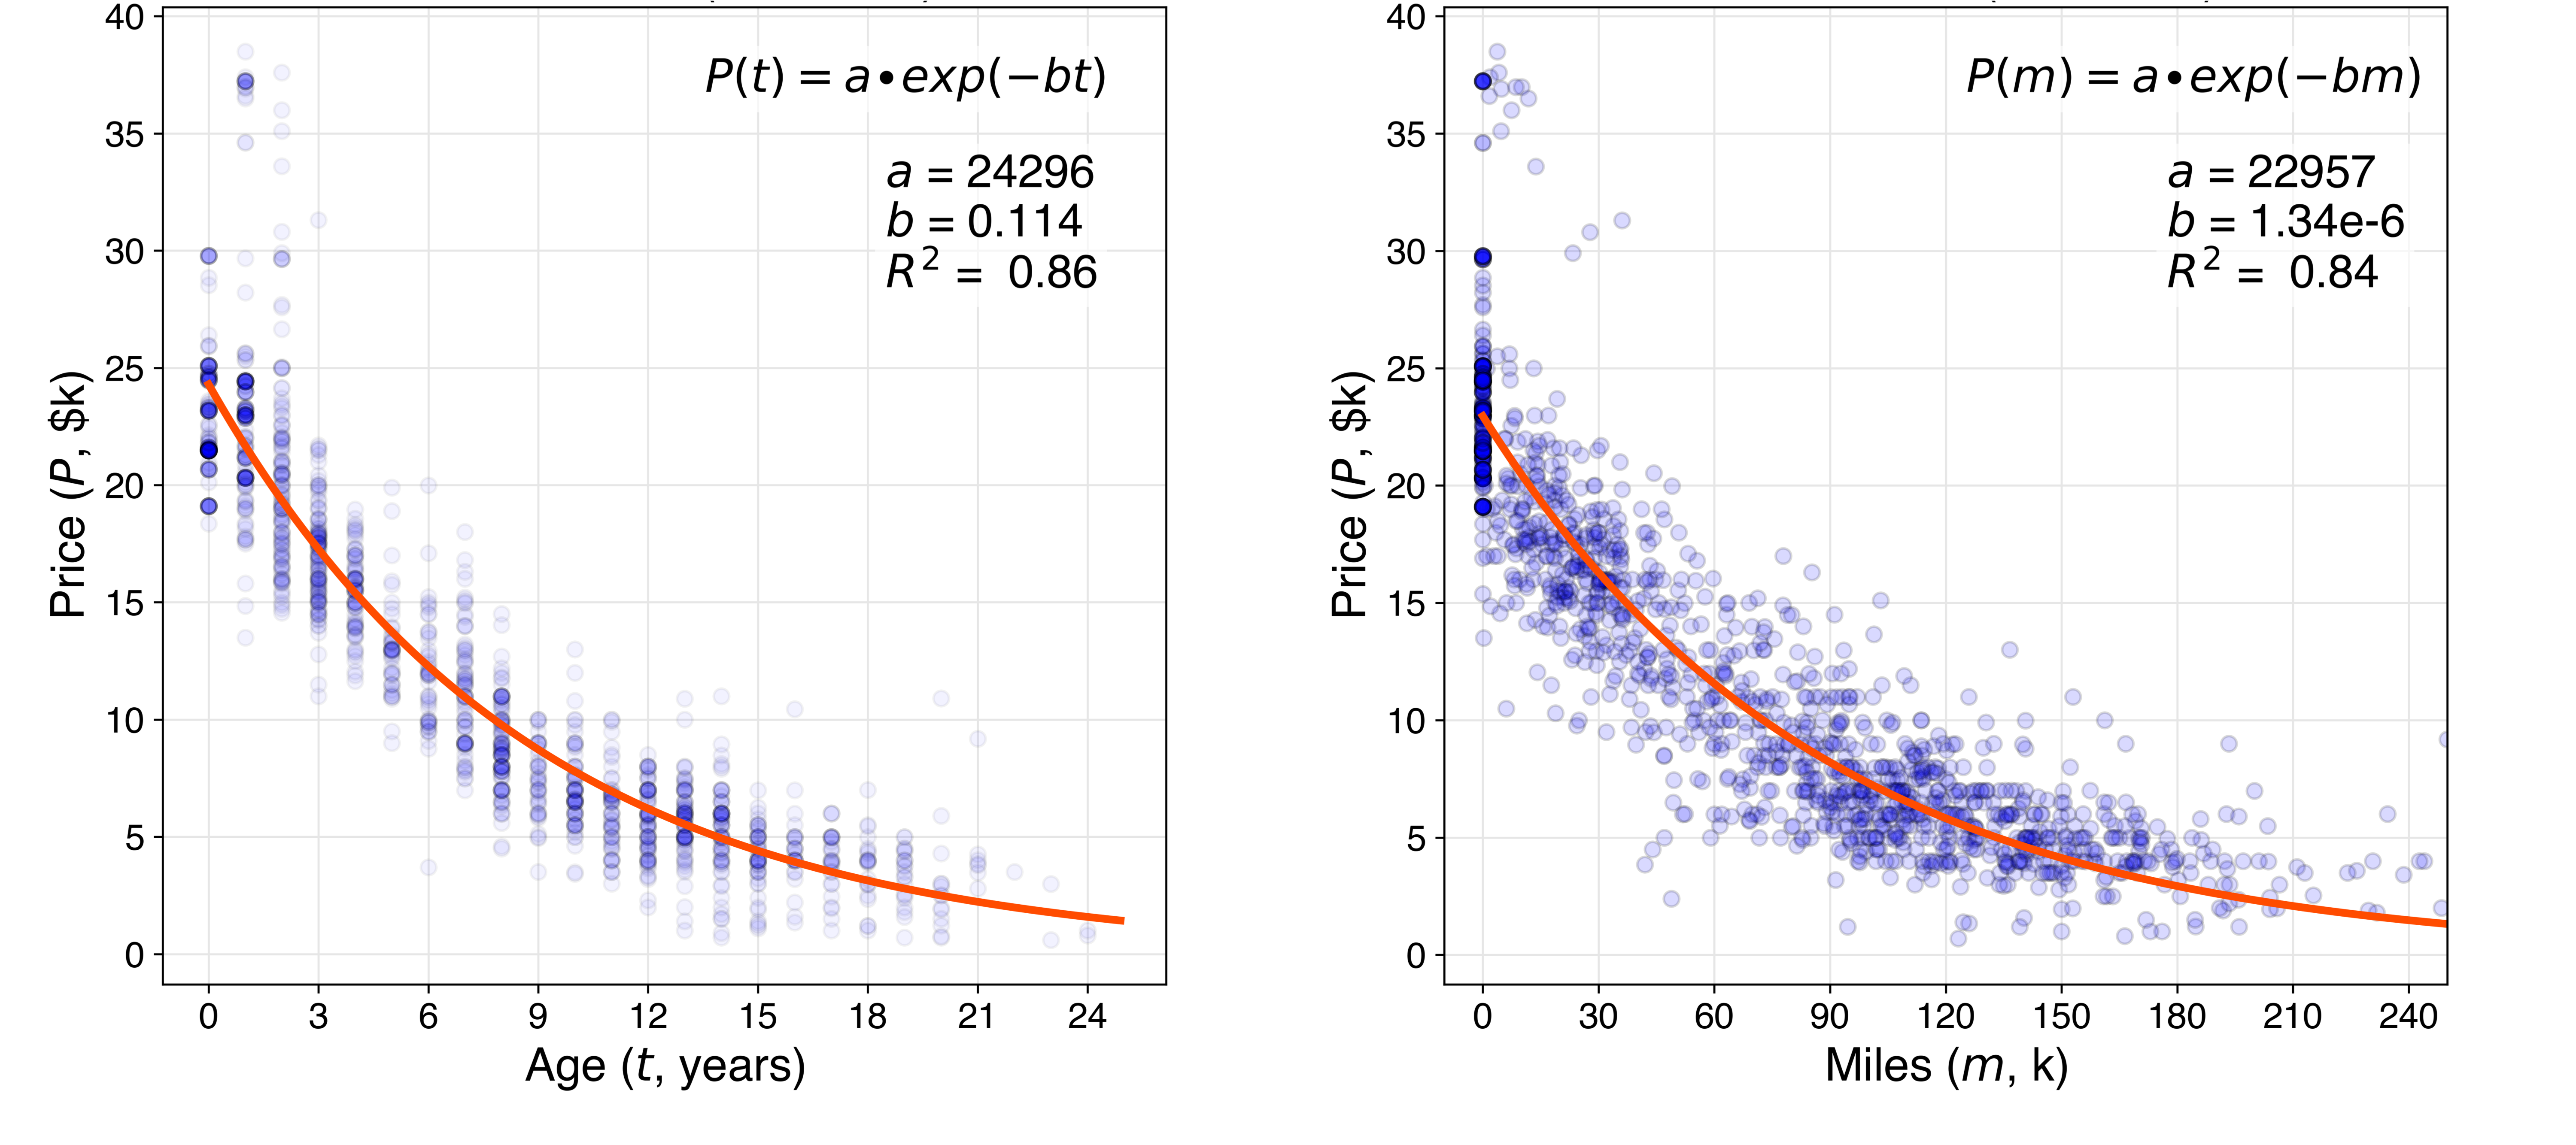 40
35
30
25
20
15
10
5
0
Price (P, $k)
P(t) = a•exp(−bt)
a = 24296
b = 0.114
R² = 0.86
0 3 6 9 12 15 18 21 24
Age (t, years)
40
35
30
25
20
15
10
5
0
Price (P, $k)
P(m) = a•exp(−bm)
a = 22957
b = 1.34e-6
R² = 0.84
0 30 60 90 120 150 180 210 240
Miles (m, k)